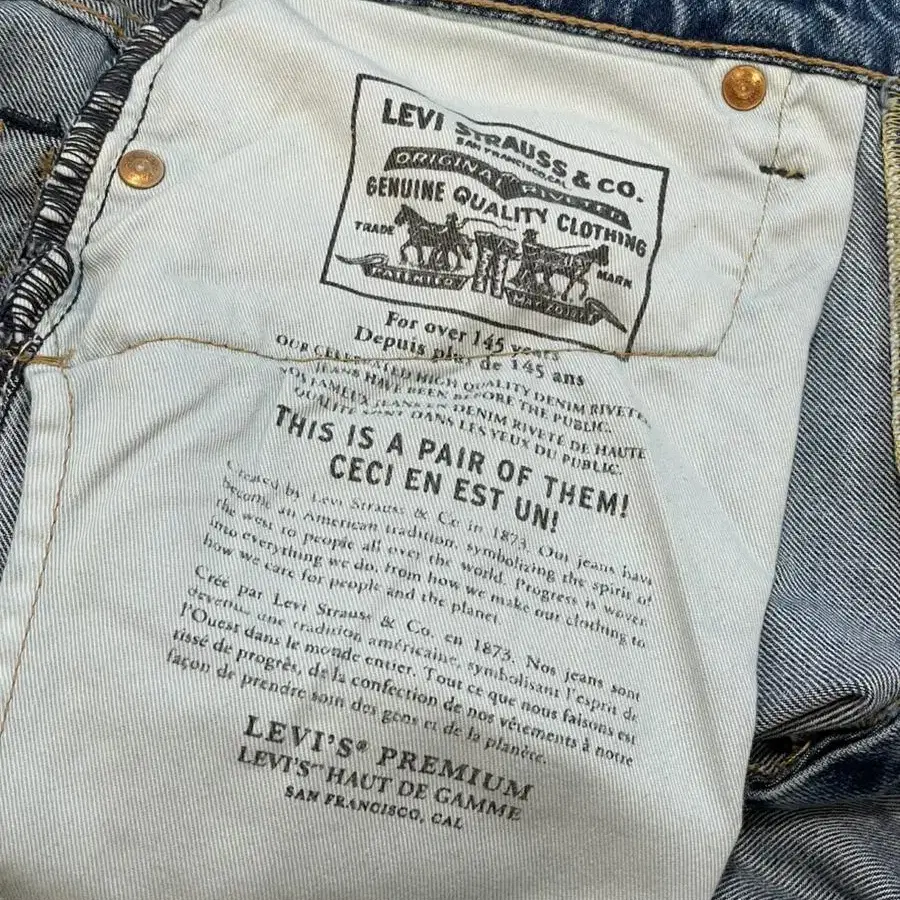 LEVI STRAUSS & CO.
SAN FRANCISCO, CAL.
ORIGINAL RIVETED
GENUINE QUALITY CLOTHING
TRADE MARK
For over 145 years
Depuis plus de 145 ans
OUR CELEBRATED HIGH QUALITY DENIM RIVETED
JEANS HAVE BEEN BEFORE THE PUBLIC.
JEANS EN DENIM RIVETÉ DE HAUTE
QUALITÉ SONT DANS LES YEUX DU PUBLIC.
THIS IS A PAIR OF THEM!
CECI EN EST UN!
Created by Levi Strauss & Co in 1873. Our jeans have
become an American tradition, symbolizing the spirit of
the west to people all over the world. Progress is woven
into everything we do, from how we make our clothing to
how we care for people and the planet.
Créé par Levi Strauss & Co. en 1873. Nos jeans sont
devenus une tradition américaine, symbolisant l'esprit de
l'Ouest dans le monde entier. Tout ce que nous faisons est
tissé de progrès, de la confection de nos vêtements à notre
façon de prendre soin des gens et de la planète.
LEVI'S® PREMIUM
LEVI'S HAUT DE GAMME
SAN FRANCISCO, CAL